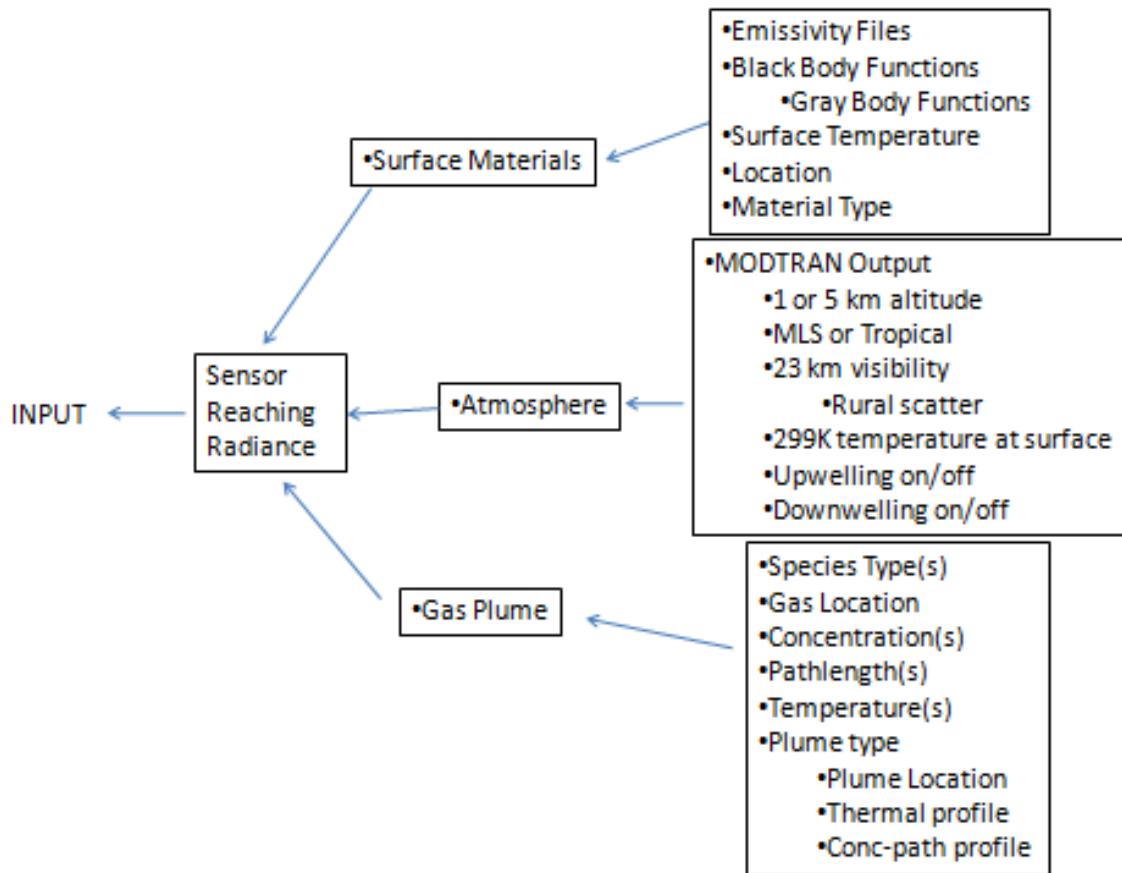 •Emissivity Files
•Black Body Functions
•Gray Body Functions
•Surface Temperature
•Location
•Material Type
•Surface Materials
•MODTRAN Output
•1 or 5 km altitude
•MLS or Tropical
•23 km visibility
•Rural scatter
•299K temperature at surface
•Upwelling on/off
•Downwelling on/off
•Atmosphere
Sensor
Reaching
Radiance
INPUT
•Gas Plume
•Species Type(s)
•Gas Location
•Concentration(s)
•Pathlength(s)
•Temperature(s)
•Plume type
•Plume Location
•Thermal profile
•Conc-path profile